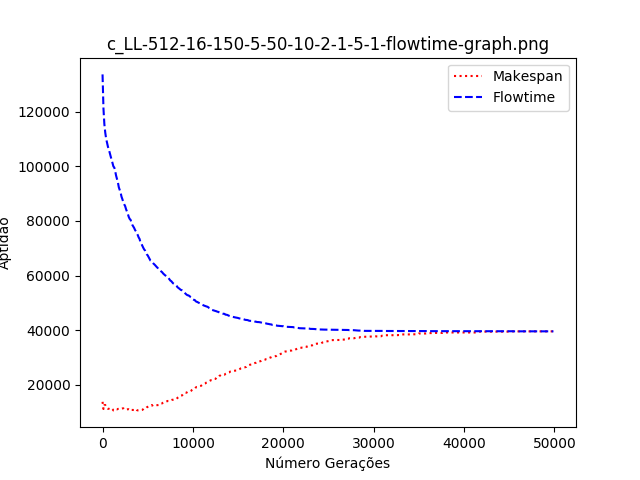 c_LL-512-16-150-5-50-10-2-1-5-1-flowtime-graph.png
Makespan
Flowtime
120000
100000
80000
60000
40000
20000
Aptidão
0 10000 20000 30000 40000 50000
Número Gerações